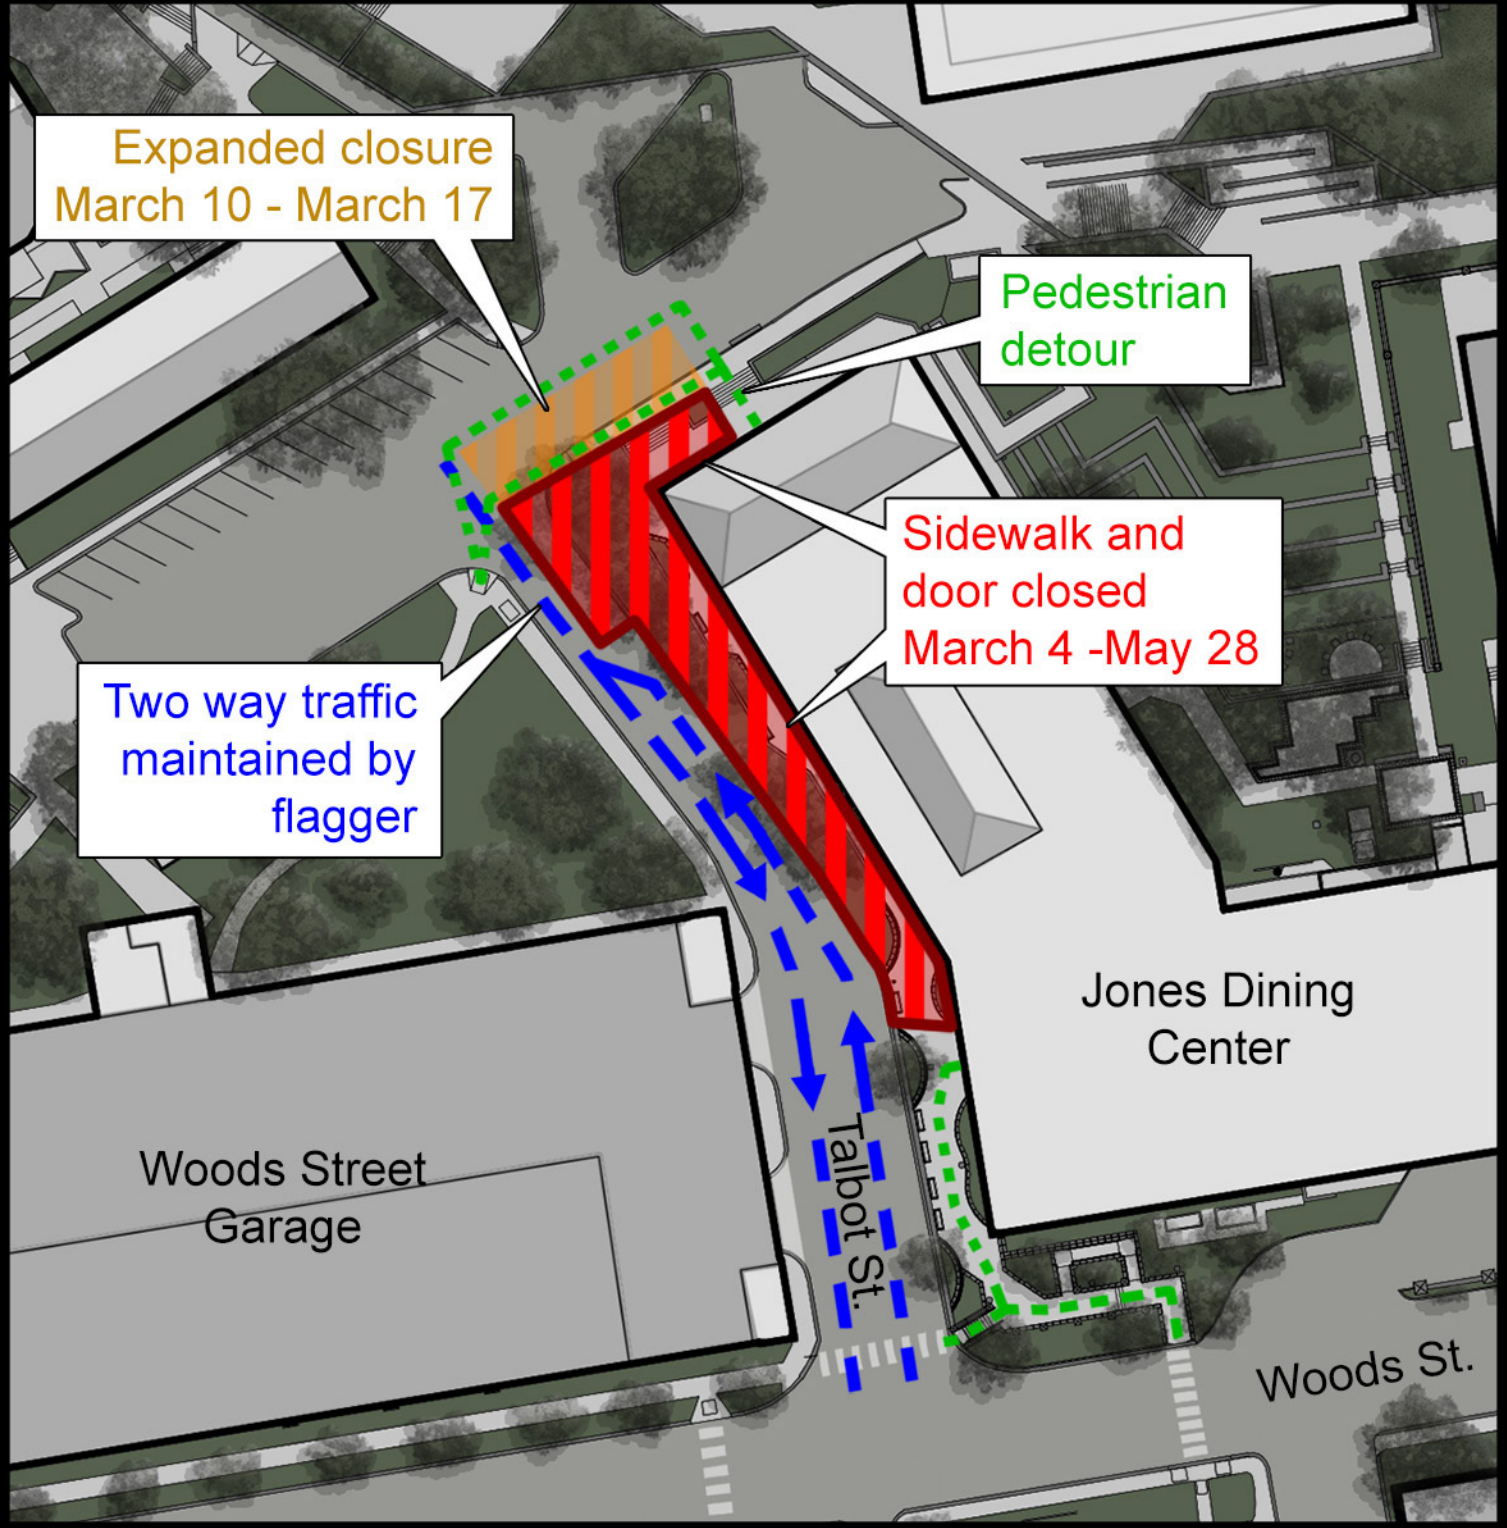 Expanded closure
March 10 - March 17
Pedestrian
detour
Sidewalk and
door closed
March 4 -May 28
Two way traffic
maintained by
flagger
Jones Dining
Center
Woods Street
Garage
Talbot St.
Woods St.